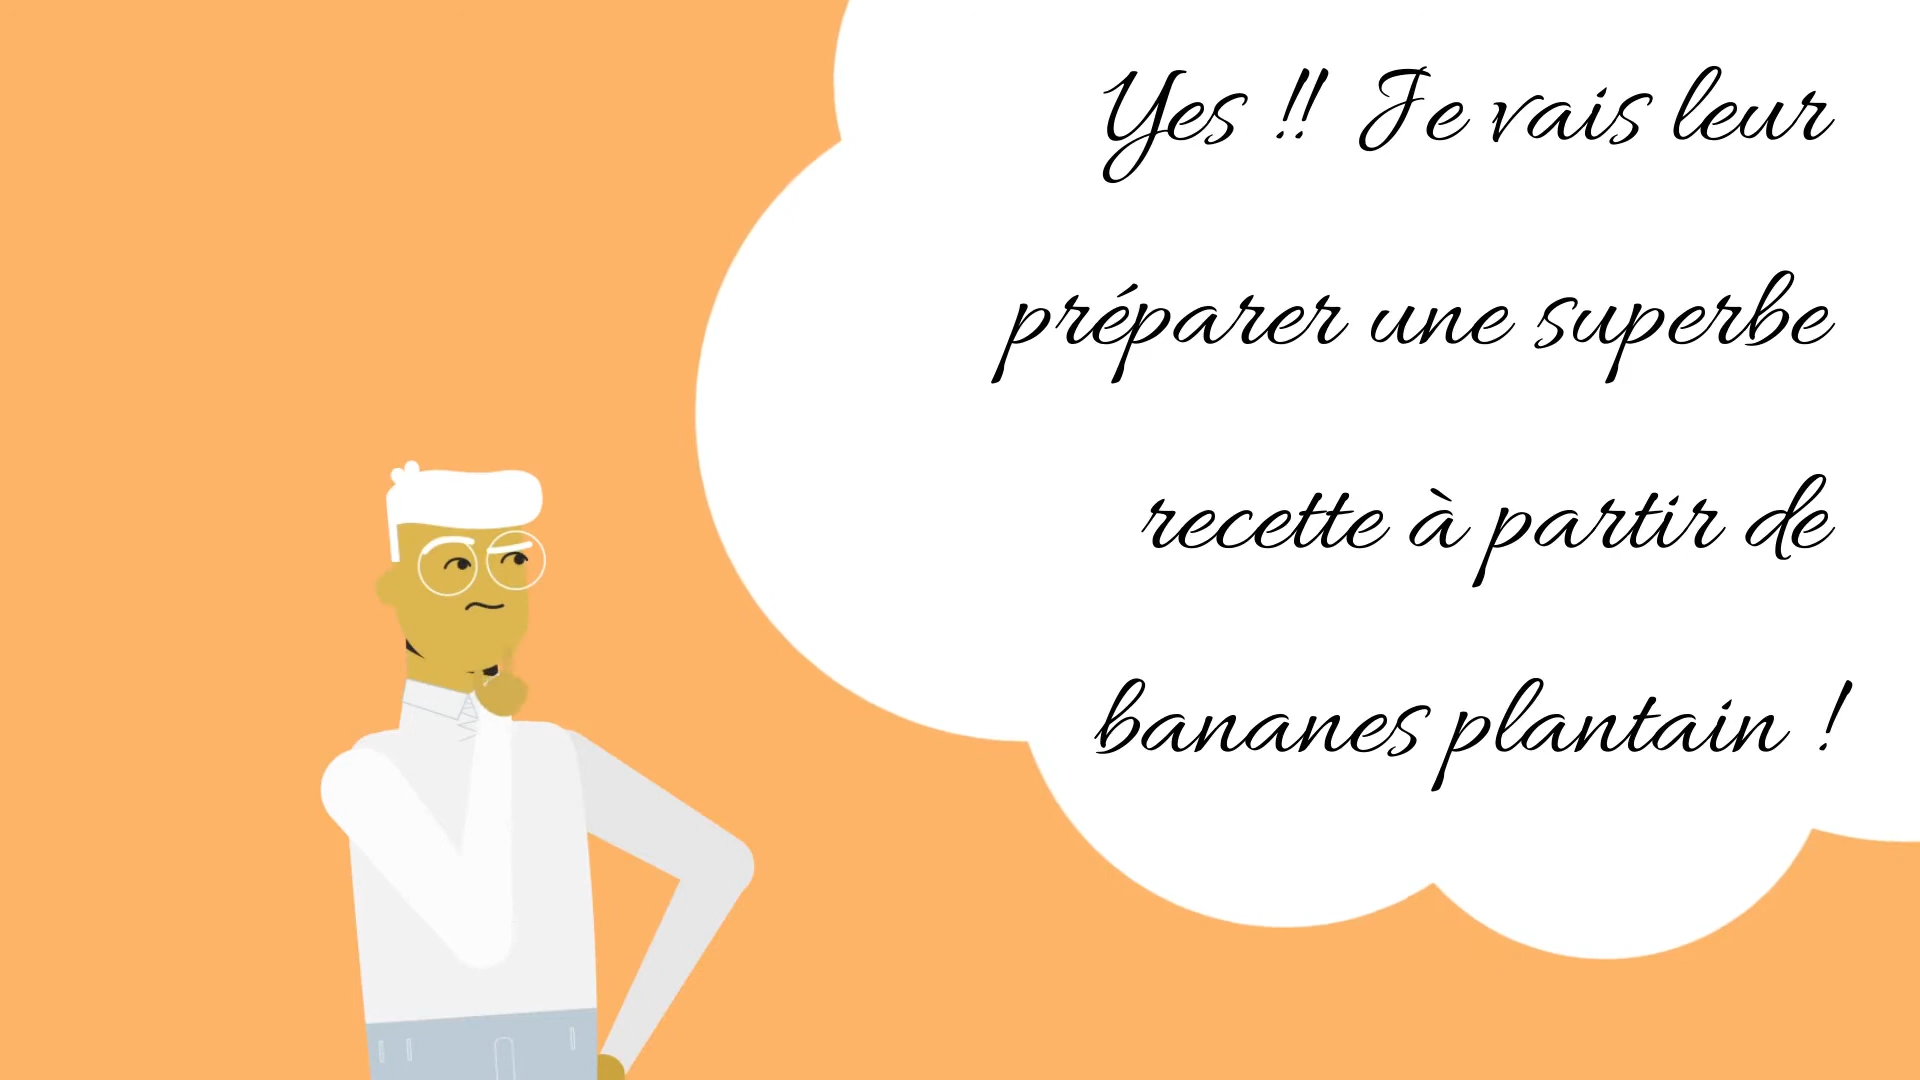 Yes !! Je vais leur
préparer une superbe
recette à partir de
bananes plantain !